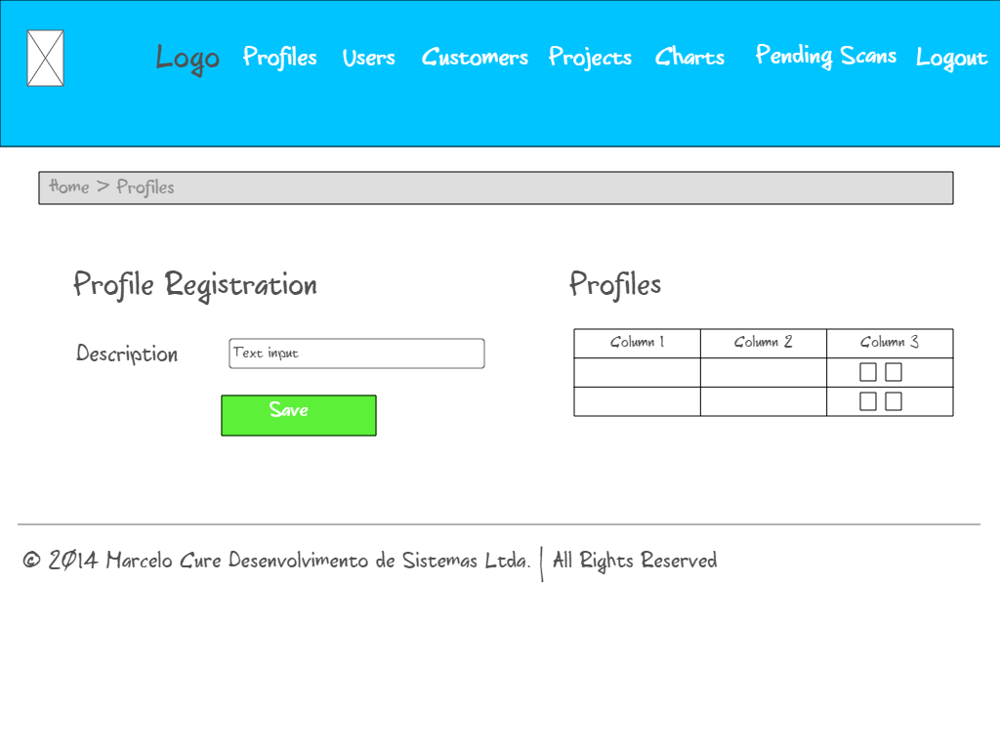 Logo Profiles Users Customers Projects Charts Pending Scans Logout
Home > Profiles
Profile Registration
Description Text input
Save
Profiles
Column 1 Column 2 Column 3
© 2014 Marcelo Cure Desenvolvimento de Sistemas Ltda. | All Rights Reserved